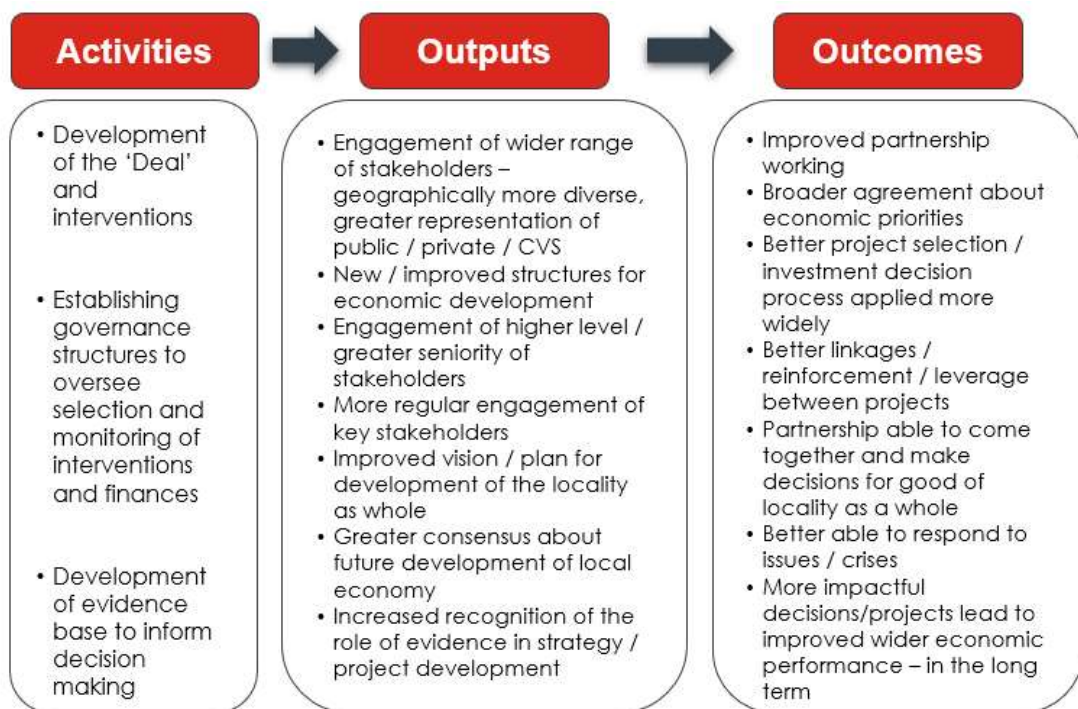 Activities
Outputs
Outcomes
• Development
of the ‘Deal’
and
interventions
• Establishing
governance
structures to
oversee
selection and
monitoring of
interventions
and finances
• Development
of evidence
base to inform
decision
making
• Engagement of wider range
of stakeholders –
geographically more diverse,
greater representation of
public / private / CVS
• New / improved structures for
economic development
• Engagement of higher level /
greater seniority of
stakeholders
• More regular engagement of
key stakeholders
• Improved vision / plan for
development of the locality
as whole
• Greater consensus about
future development of local
economy
• Increased recognition of the
role of evidence in strategy /
project development
• Improved partnership
working
• Broader agreement about
economic priorities
• Better project selection /
investment decision
process applied more
widely
• Better linkages /
reinforcement / leverage
between projects
• Partnership able to come
together and make
decisions for good of
locality as a whole
• Better able to respond to
issues / crises
• More impactful
decisions/projects lead to
improved wider economic
performance – in the long
term